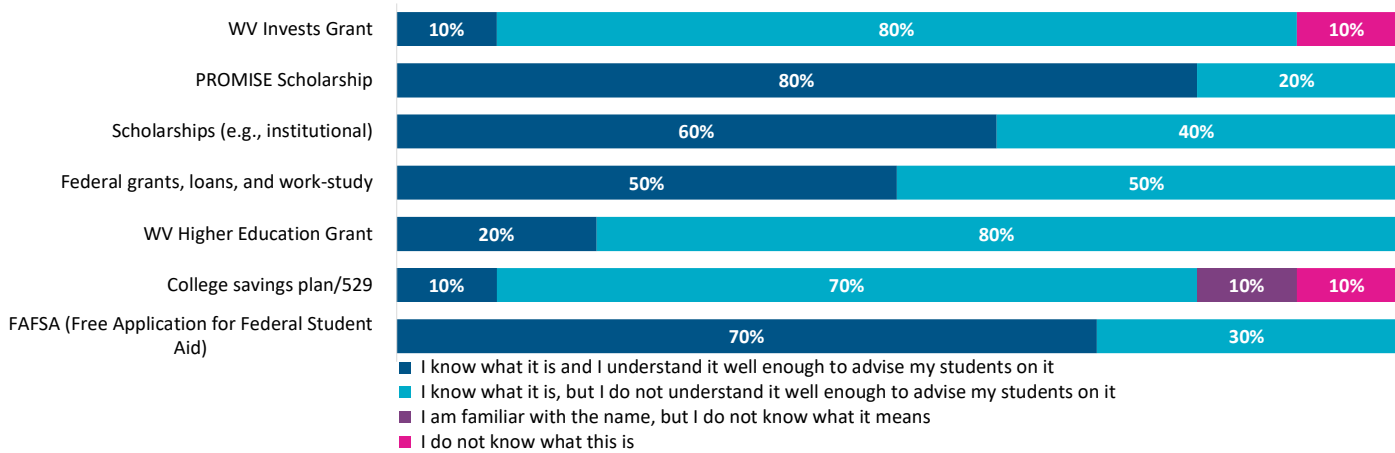 WV Invests Grant
10% 80% 10%
PROMISE Scholarship
80% 20%
Scholarships (e.g., institutional)
60% 40%
Federal grants, loans, and work-study
50% 50%
WV Higher Education Grant
20% 80%
College savings plan/529
10% 70% 10% 10%
FAFSA (Free Application for Federal Student
Aid)
70% 30%
I know what it is and I understand it well enough to advise my students on it
I know what it is, but I do not understand it well enough to advise my students on it
I am familiar with the name, but I do not know what it means
I do not know what this is